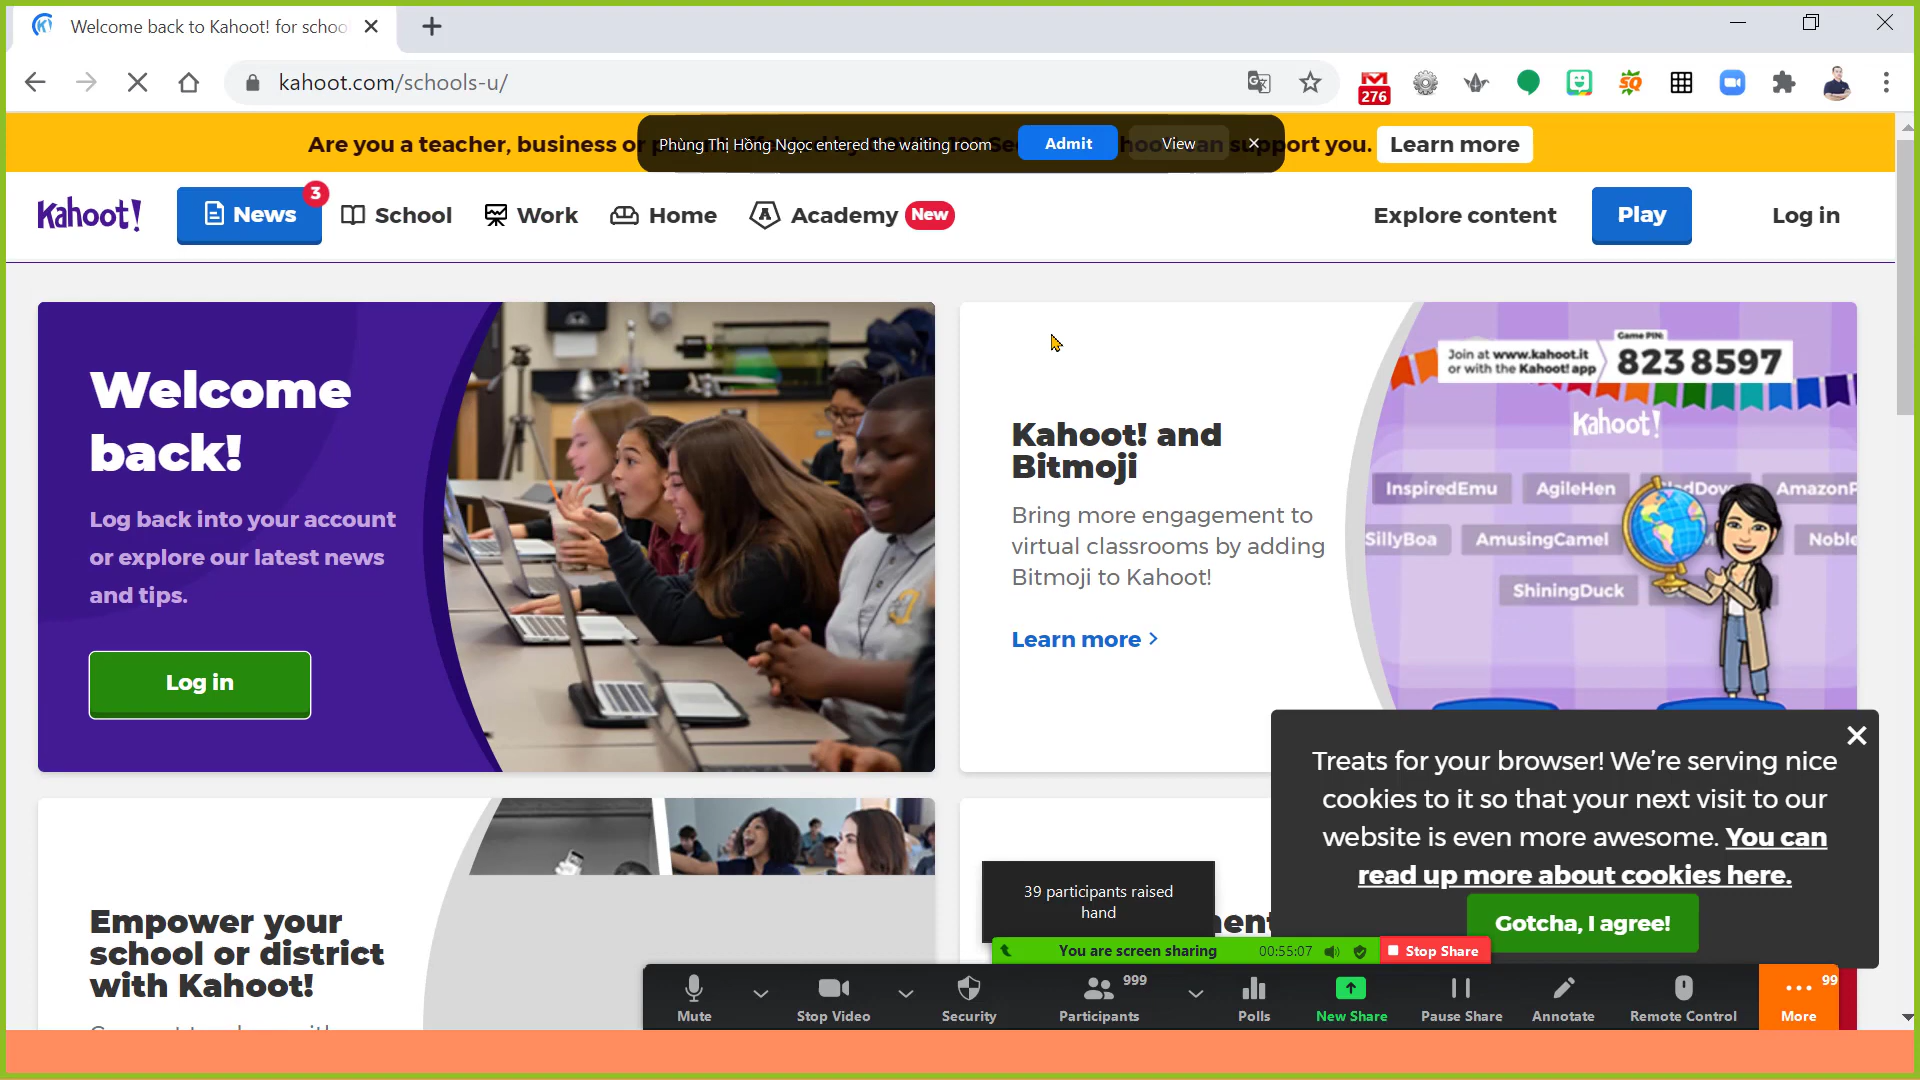 Welcome back to Kahoot! for schoo
kahoot.com/schools-u/
276
Are you a teacher, business or
pport you.
Learn more
Phùng Thị Hồng Ngọc entered the waiting room
Admit
View
Kahoot!
News
3
School
Work
Home
Academy
New
Explore content
Play
Log in
Welcome
back!
Log back into your account
or explore our latest news
and tips.
Log in
Kahoot! and
Bitmoji
Bring more engagement to
virtual classrooms by adding
Bitmoji to Kahoot!
Learn more
Join at www.kahoot.it
or with the Kahoot! app
Game PIN:
823 8597
Kahoot!
InspiredEmu
AgileHen
AmazonP
SillyBoa
AmusingCamel
Noble
ShiningDuck
Treats for your browser! We’re serving nice
cookies to it so that your next visit to our
website is even more awesome. You can
read up more about cookies here.
Gotcha, I agree!
Empower your
school or district
with Kahoot!
39 participants raised
hand
You are screen sharing
00:55:07
Stop Share
Mute
Stop Video
Security
Participants
999
Polls
New Share
Pause Share
Annotate
Remote Control
More
99